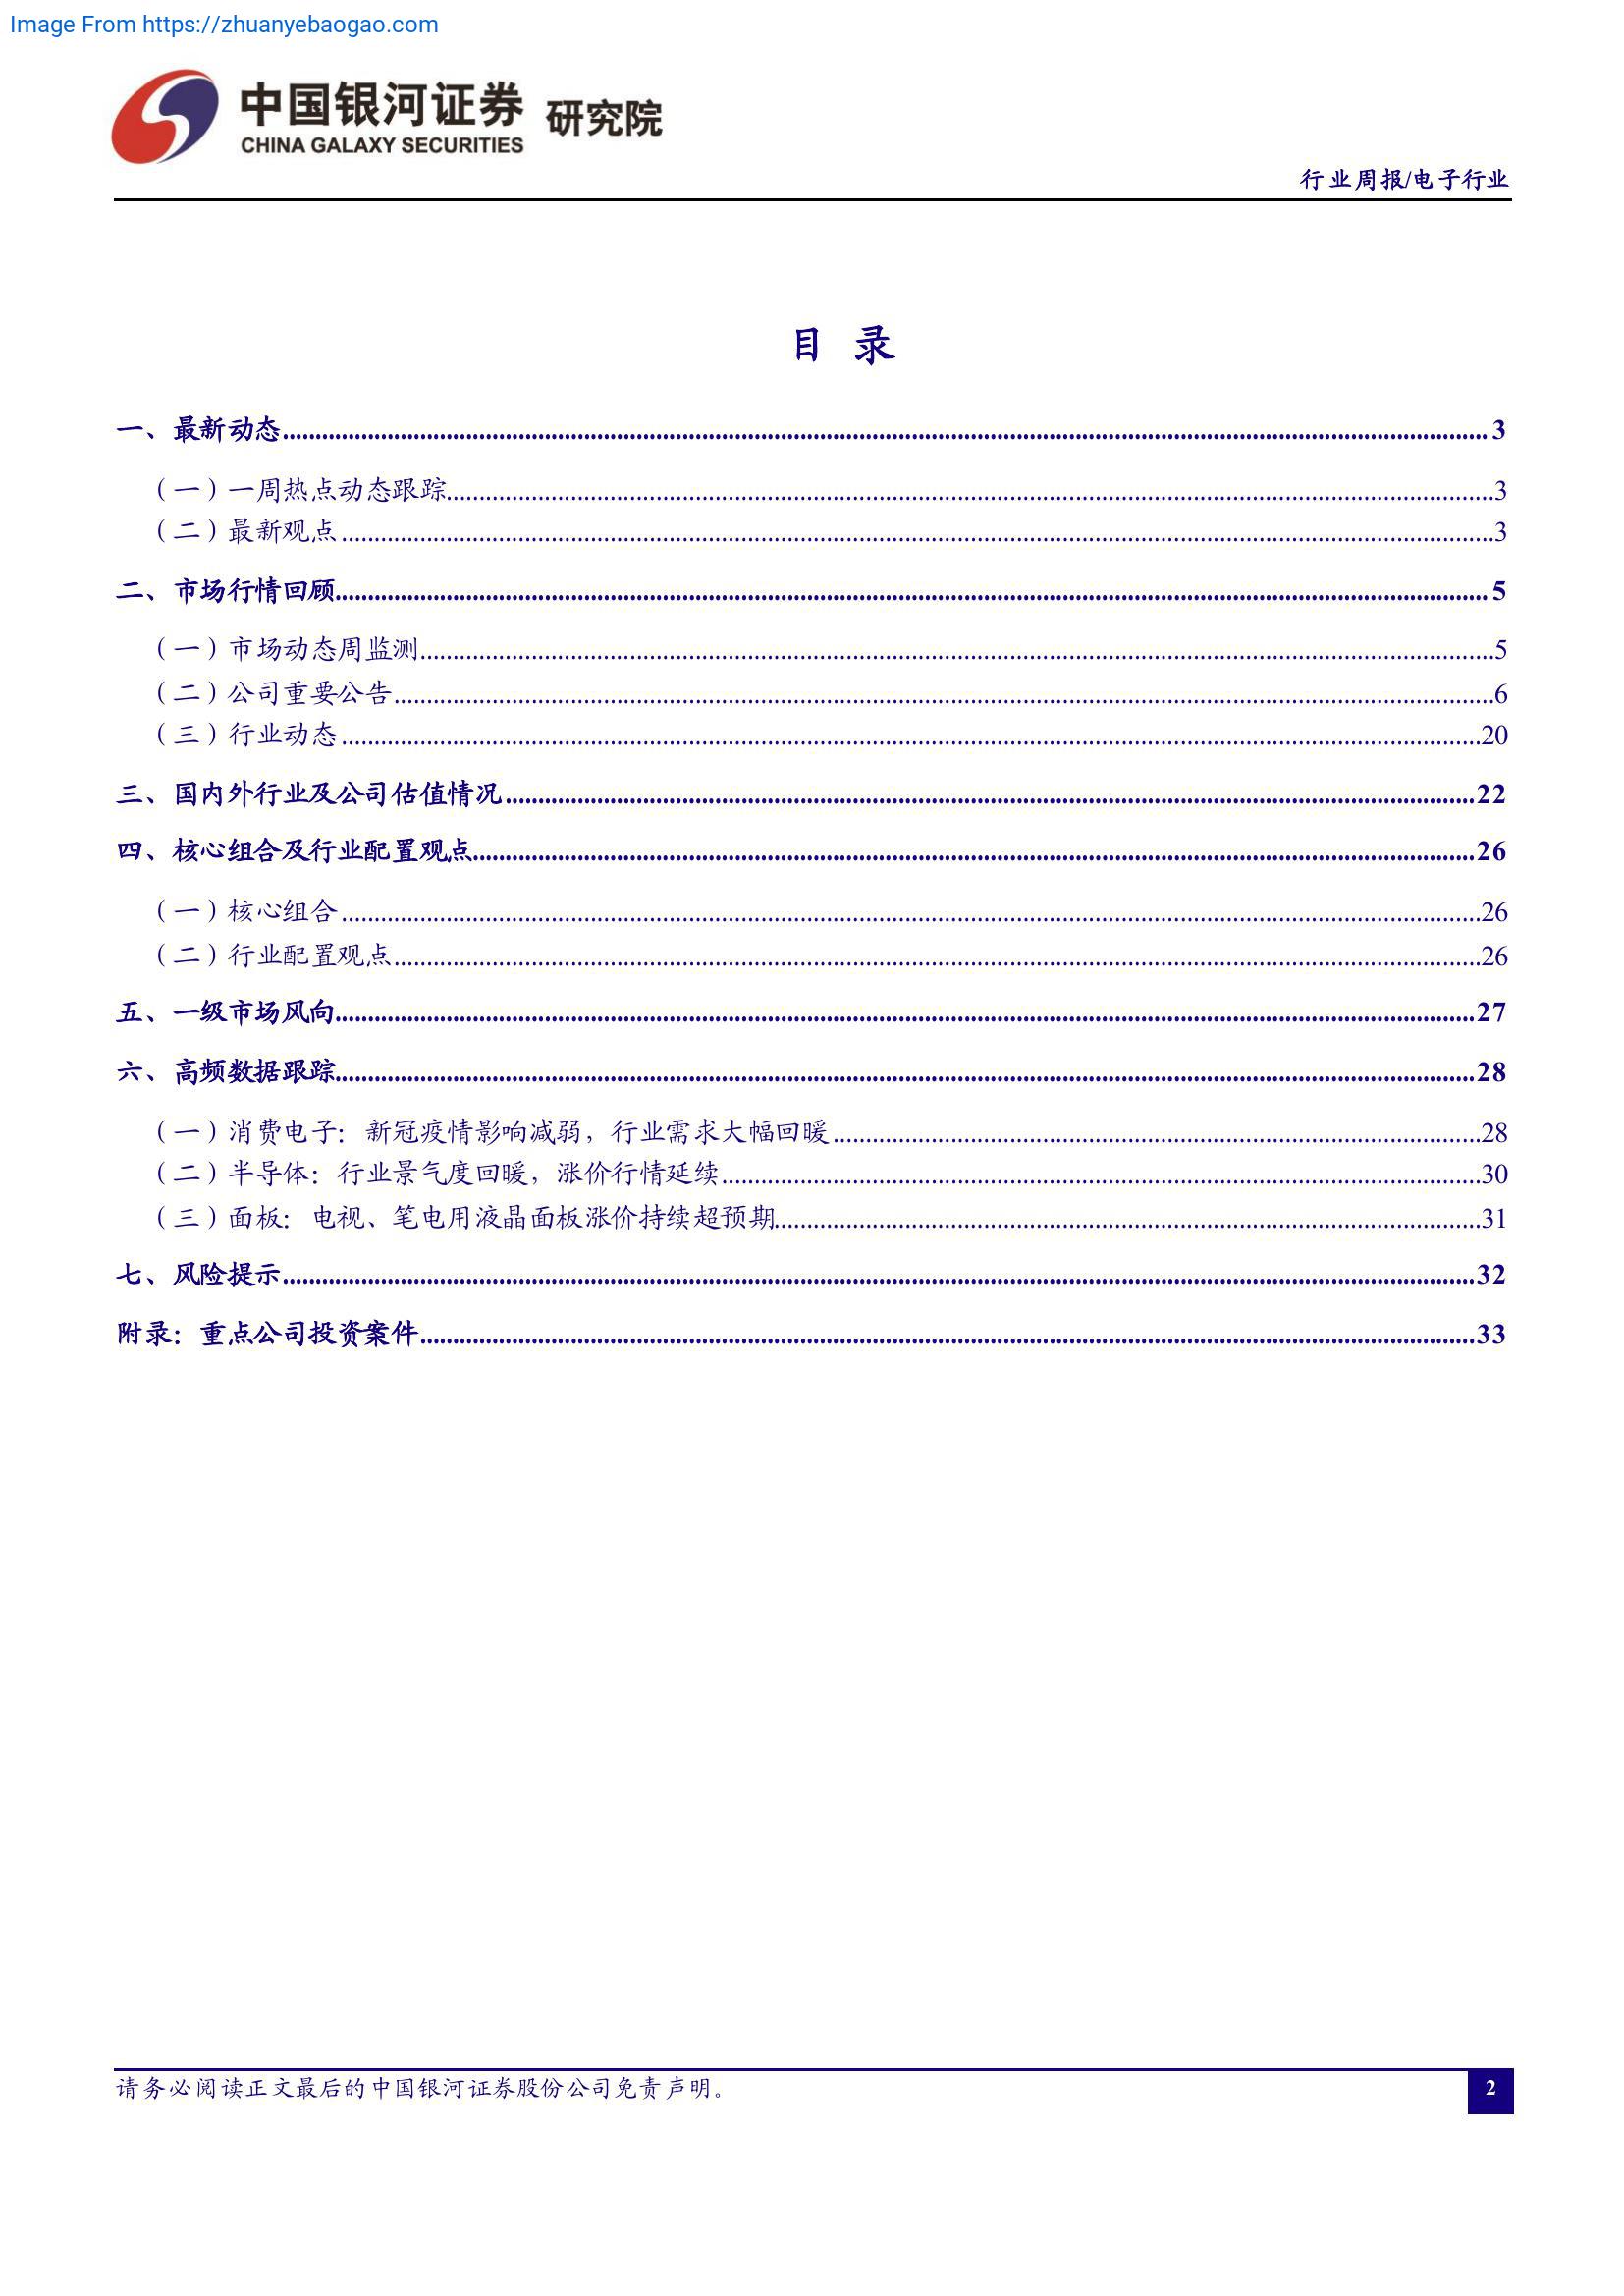 Image From https://zhuanyebaogao.com
中国银河证券 研究院
CHINA GALAXY SECURITIES
行业周报/电子行业
目 录
一、最新动态 3
（一）一周热点动态跟踪 3
（二）最新观点 3
二、市场行情回顾 5
（一）市场动态周监测 5
（二）公司重要公告 6
（三）行业动态 20
三、国内外行业及公司估值情况 22
四、核心组合及行业配置观点 26
（一）核心组合 26
（二）行业配置观点 26
五、一级市场风向 27
六、高频数据跟踪 28
（一）消费电子：新冠疫情影响减弱，行业需求大幅回暖 28
（二）半导体：行业景气度回暖，涨价行情延续 30
（三）面板：电视、笔电用液晶面板涨价持续超预期 31
七、风险提示 32
附录：重点公司投资案件 33
请务必阅读正文最后的中国银河证券股份公司免责声明。
2